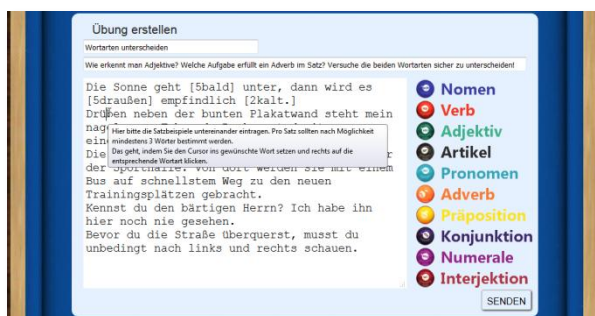 Übung erstellen
Wortarten unterscheiden
Wie erkennt man Adjektive? Welche Aufgabe erfüllt ein Adverb im Satz? Versuche die beiden Wortarten sicher zu unterscheiden!
Die Sonne geht [5bald] unter, dann wird es
[5draußen] empfindlich [2kalt.]
Drüben neben der bunten Plakatwand steht mein
nage
Hier bitte die Satzbeispiele untereinander eintragen. Pro Satz sollten nach Möglichkeit
mindestens 3 Wörter bestimmt werden.
Das geht, indem Sie den Cursor ins gewünschte Wort setzen und rechts auf die
entsprechende Wortart klicken.
eine
Die
der Sporthalle. Von dort werden sie mit einem
Bus auf schnellstem Weg zu den neuen
Trainingsplätzen gebracht.
Kennst du den bärtigen Herrn? Ich habe ihn
hier noch nie gesehen.
Bevor du die Straße überquerst, musst du
unbedingt nach links und rechts schauen.
Nomen
Verb
Adjektiv
Artikel
Pronomen
Adverb
Präposition
Konjunktion
Numerale
Interjektion
SENDEN